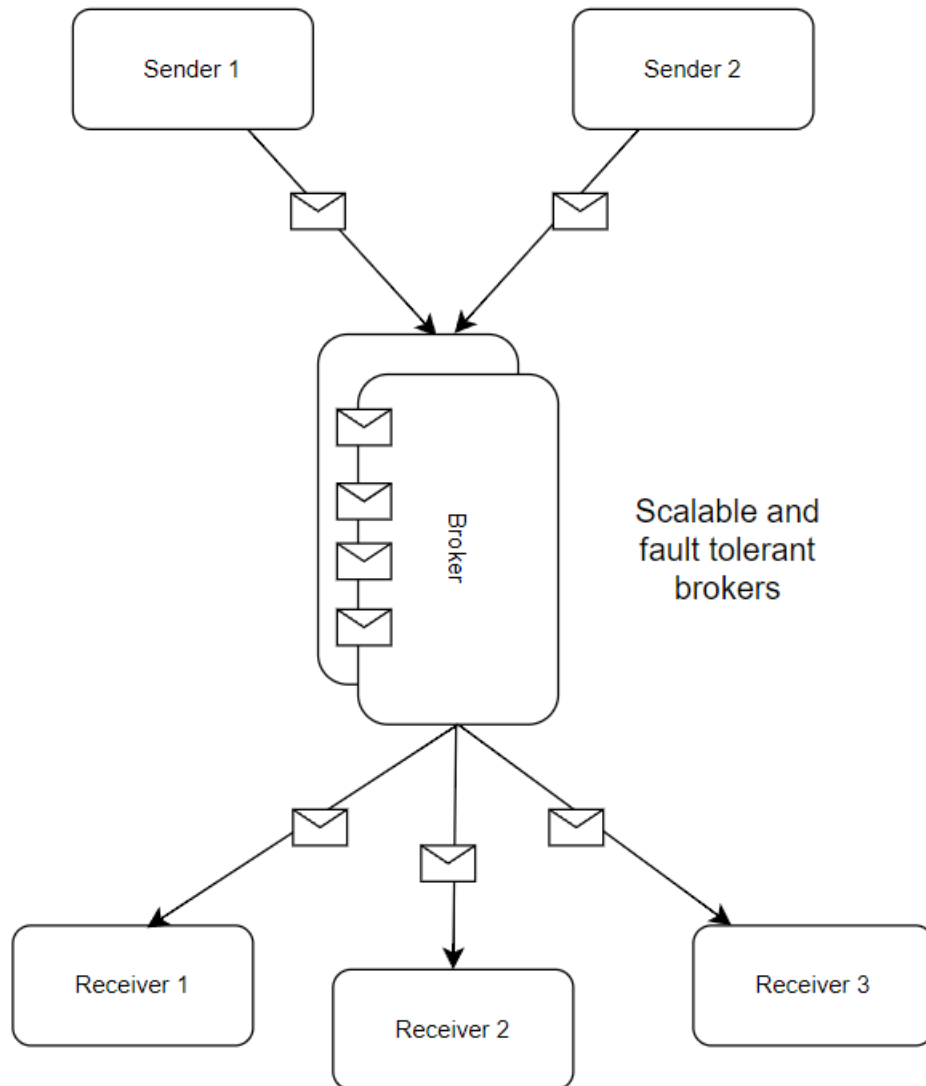 Sender 1
Sender 2
Broker
Scalable and
fault tolerant
brokers
Receiver 1
Receiver 2
Receiver 3